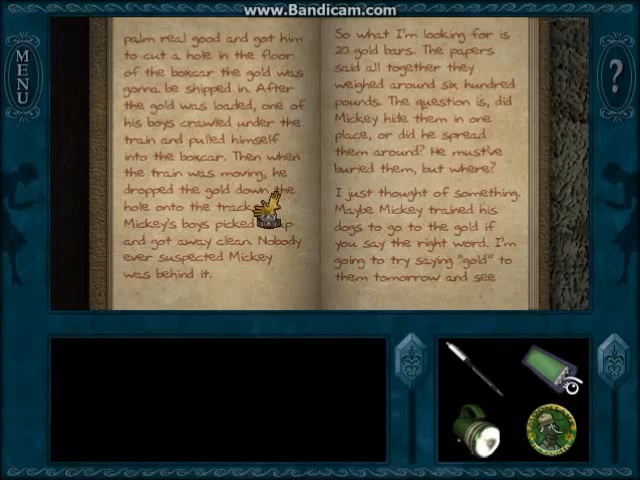 www.Bandicam.com
MENU
?
palm real good and got him
to cut a hole in the floor
of the boxcar the gold was
gonna be shipped in. After
the gold was loaded, one of
his boys crawled under the
train and pulled himself
into the boxcar. Then when
the train was moving, he
dropped the gold down the
hole onto the track
Mickey's boys picked up
and got away clean. Nobody
ever suspected Mickey
was behind it.
So what I'm looking for is
20 gold bars. The papers
said all together they
weighed around six hundred
pounds. The question is, did
Mickey hide them in one
place, or did he spread
them around? He must've
buried them, but where?
I just thought of something.
Maybe Mickey trained his
dogs to go to the gold if
you say the right word. I'm
going to try saying "gold" to
them tomorrow and see